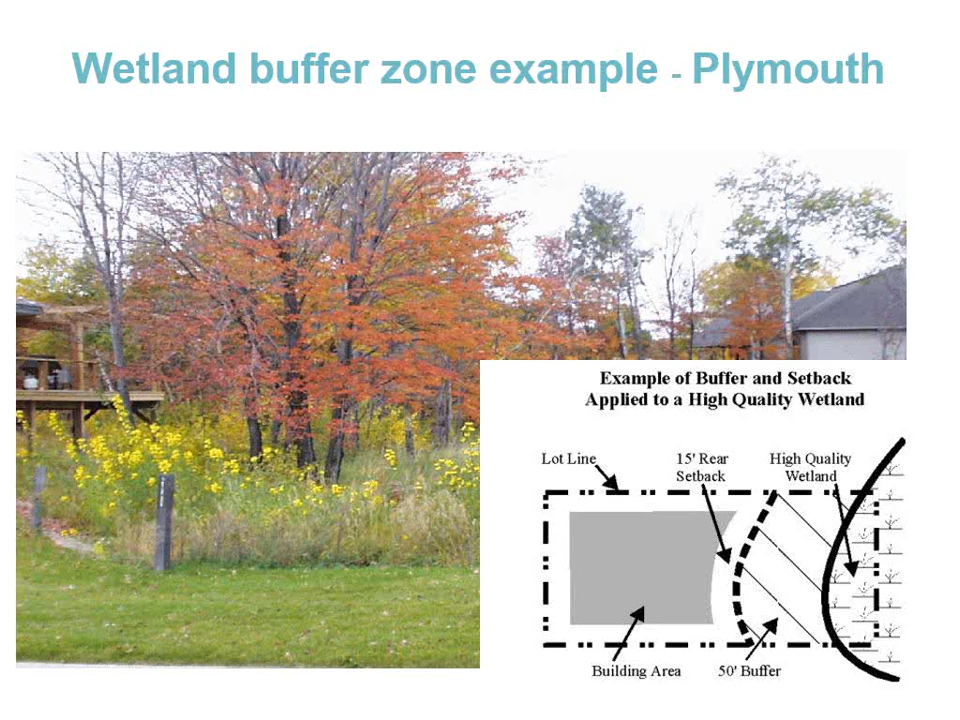 Wetland buffer zone example - Plymouth
Example of Buffer and Setback
Applied to a High Quality Wetland
Lot Line
15' Rear
Setback
High Quality
Wetland
Building Area
50' Buffer